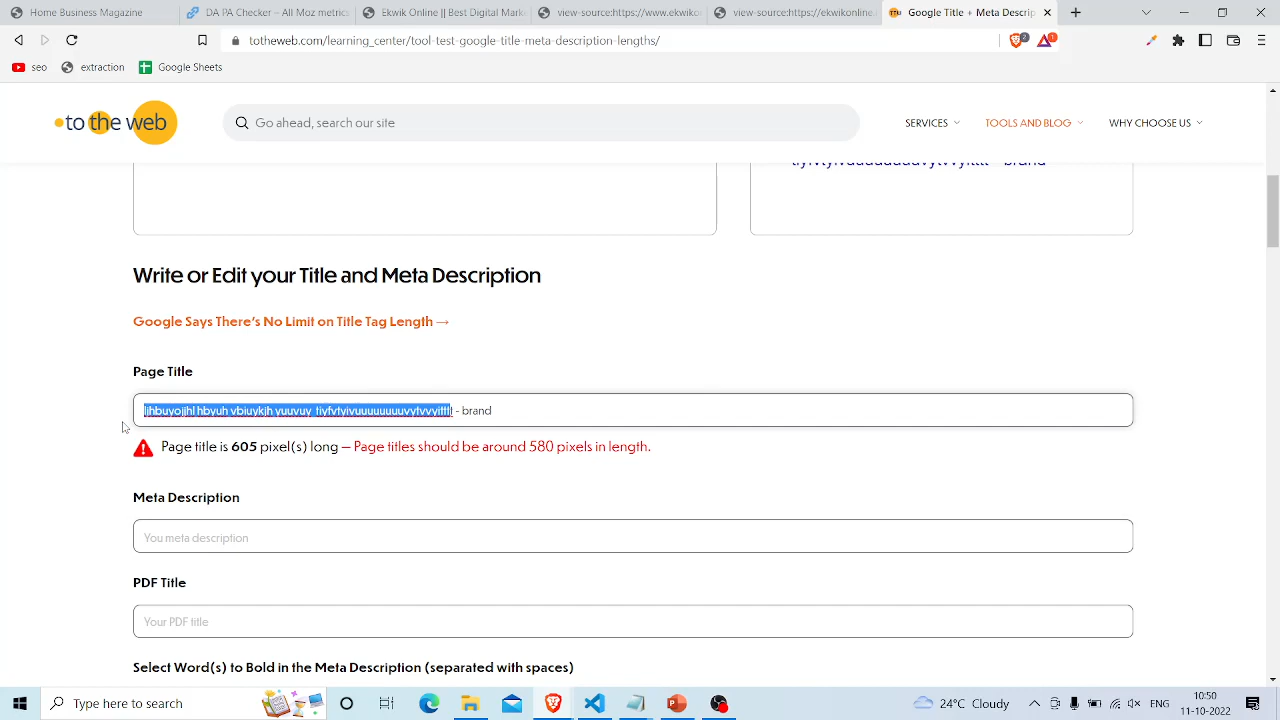 Home Business Magazine
DA PA Checker – All Moz metrics
Ekwik Online || Best Digital Mark
view-source:https://www.ekwikoi
view-source:https://ekwikonline.
Google Title + Meta Descrip
totheweb.com/learning_center/tool-test-google-title-meta-description-lengths/
2
1
seo
extraction
Google Sheets
to the web
Go ahead, search our site
SERVICES
TOOLS AND BLOG
WHY CHOOSE US
Write or Edit your Title and Meta Description
Google Says There's No Limit on Title Tag Length →
Page Title
- brand
Page title is 605 pixel(s) long — Page titles should be around 580 pixels in length.
Meta Description
You meta description
PDF Title
Your PDF title
Select Word(s) to Bold in the Meta Description (separated with spaces)
Type here to search
24°C Cloudy
ENG
10:50
11-10-2022